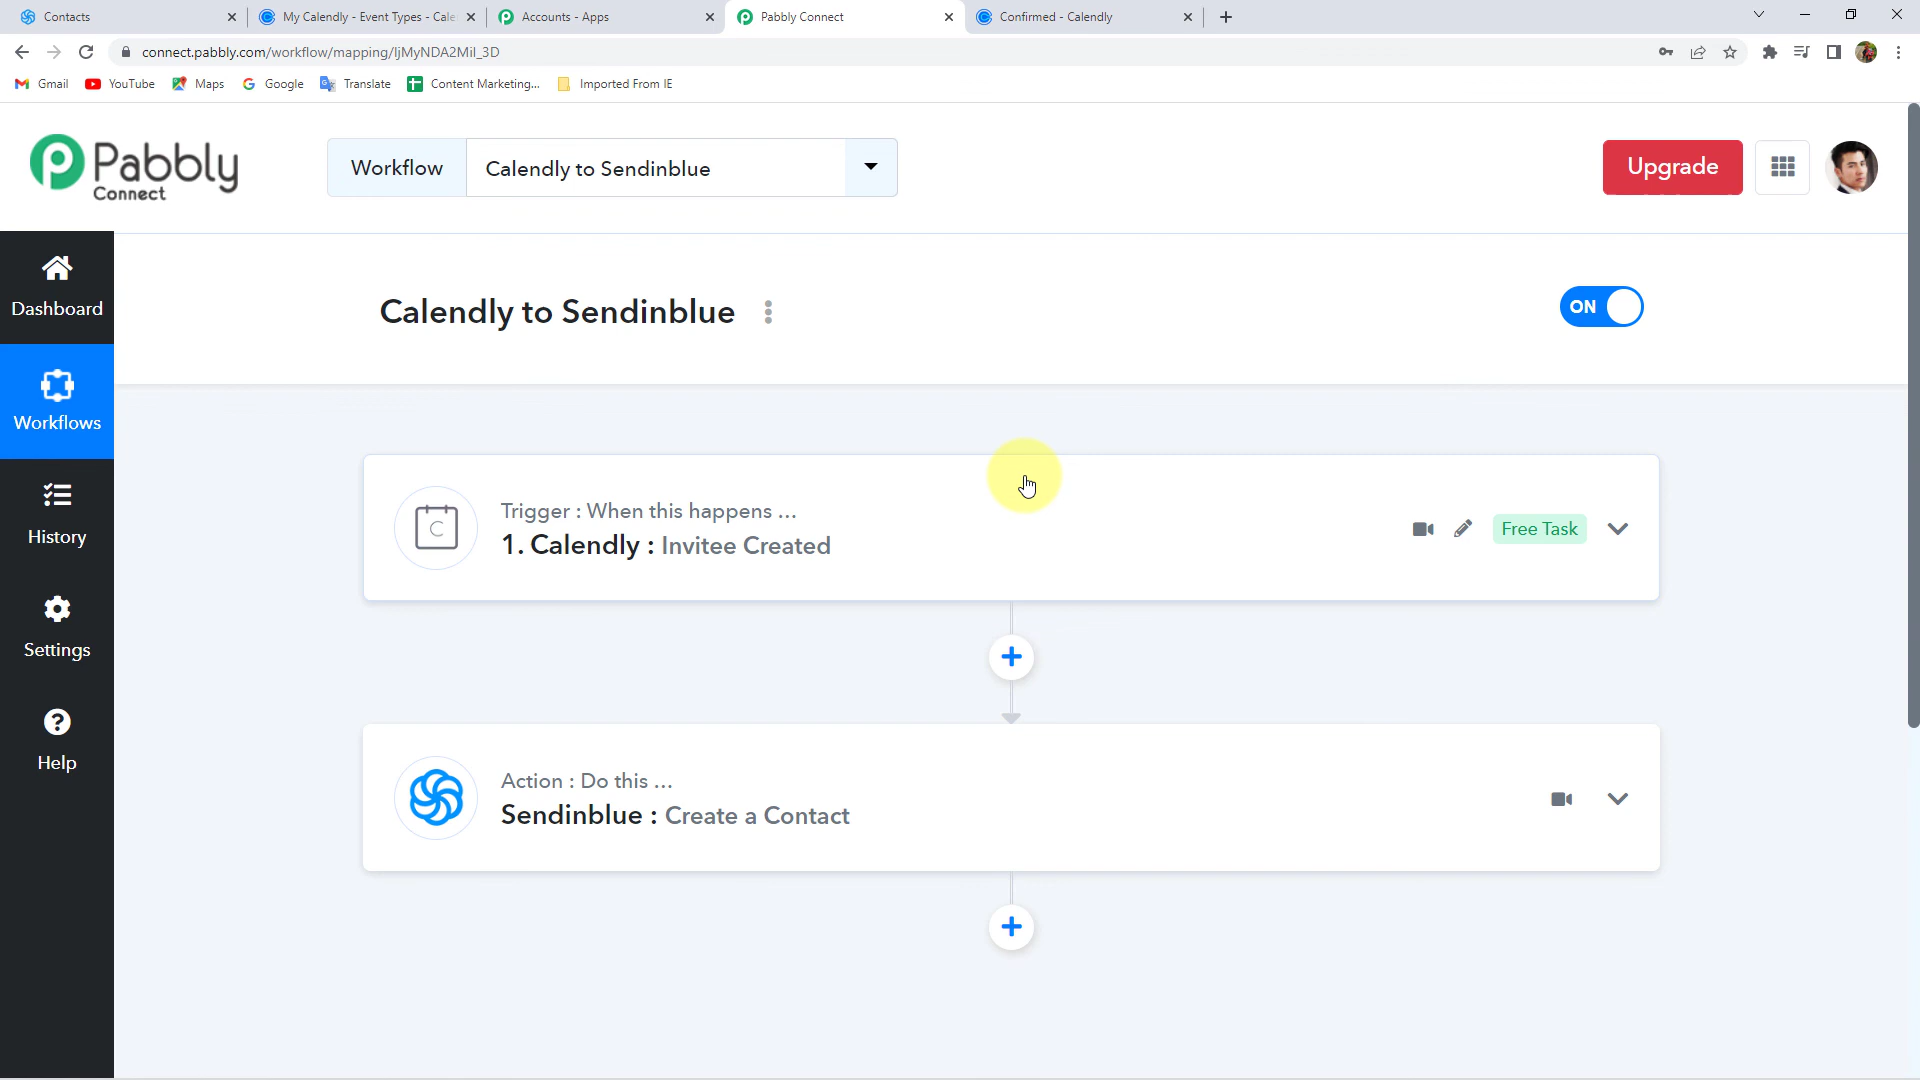 Contacts
My Calendly - Event Types - Cale
Accounts - Apps
Pabbly Connect
Confirmed - Calendly
connect.pabbly.com/workflow/mapping/IjMyNDA2MiI_3D
Gmail
YouTube
Maps
Google
Translate
Content Marketing...
Imported From IE
Pabbly
Connect
Workflow
Calendly to Sendinblue
Upgrade
Dashboard
Workflows
History
Settings
Help
Calendly to Sendinblue
ON
C
Trigger : When this happens ...
1. Calendly : Invitee Created
Free Task
Action : Do this ...
Sendinblue : Create a Contact